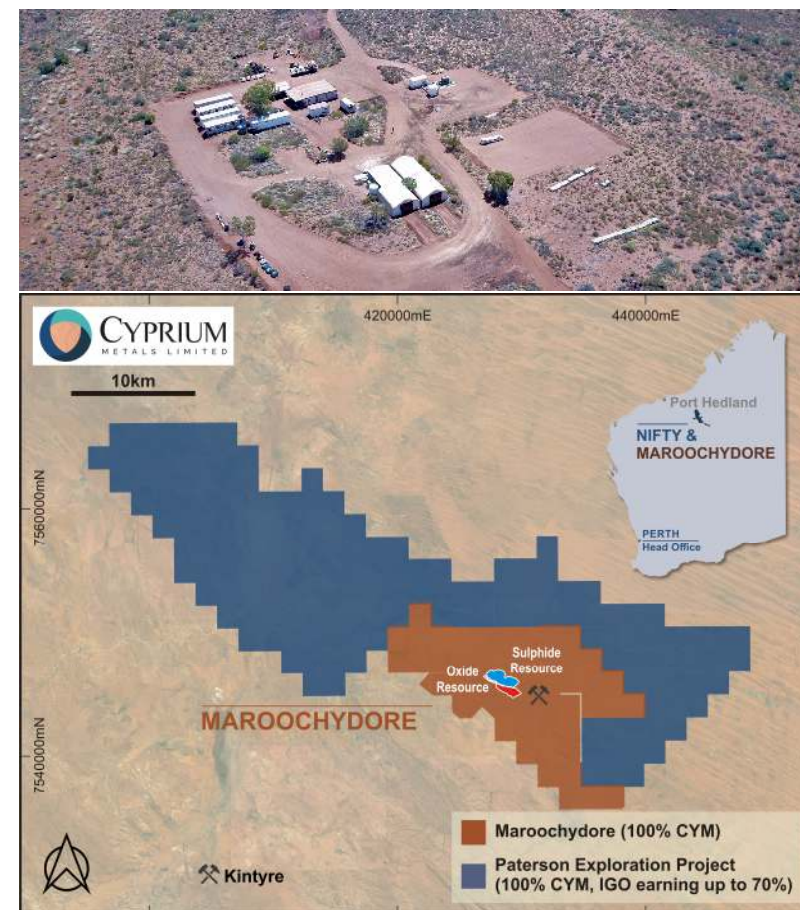 CYPRIUM
METALS LIMITED
10km
420000mE
440000mE
Port Hedland
NIFTY &
MAROOCHYDORE
PERTH
Head Office
7560000mN
Sulphide
Resource
Oxide
Resource
MAROOCHYDORE
7540000mN
Kintyre
Maroochydore (100% CYM)
Paterson Exploration Project
(100% CYM, IGO earning up to 70%)